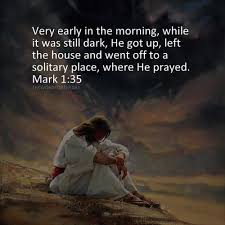 Very early in the morning, while
it was still dark, He got up, left
the house and went off to a
solitary place, where He prayed.
Mark 1:35